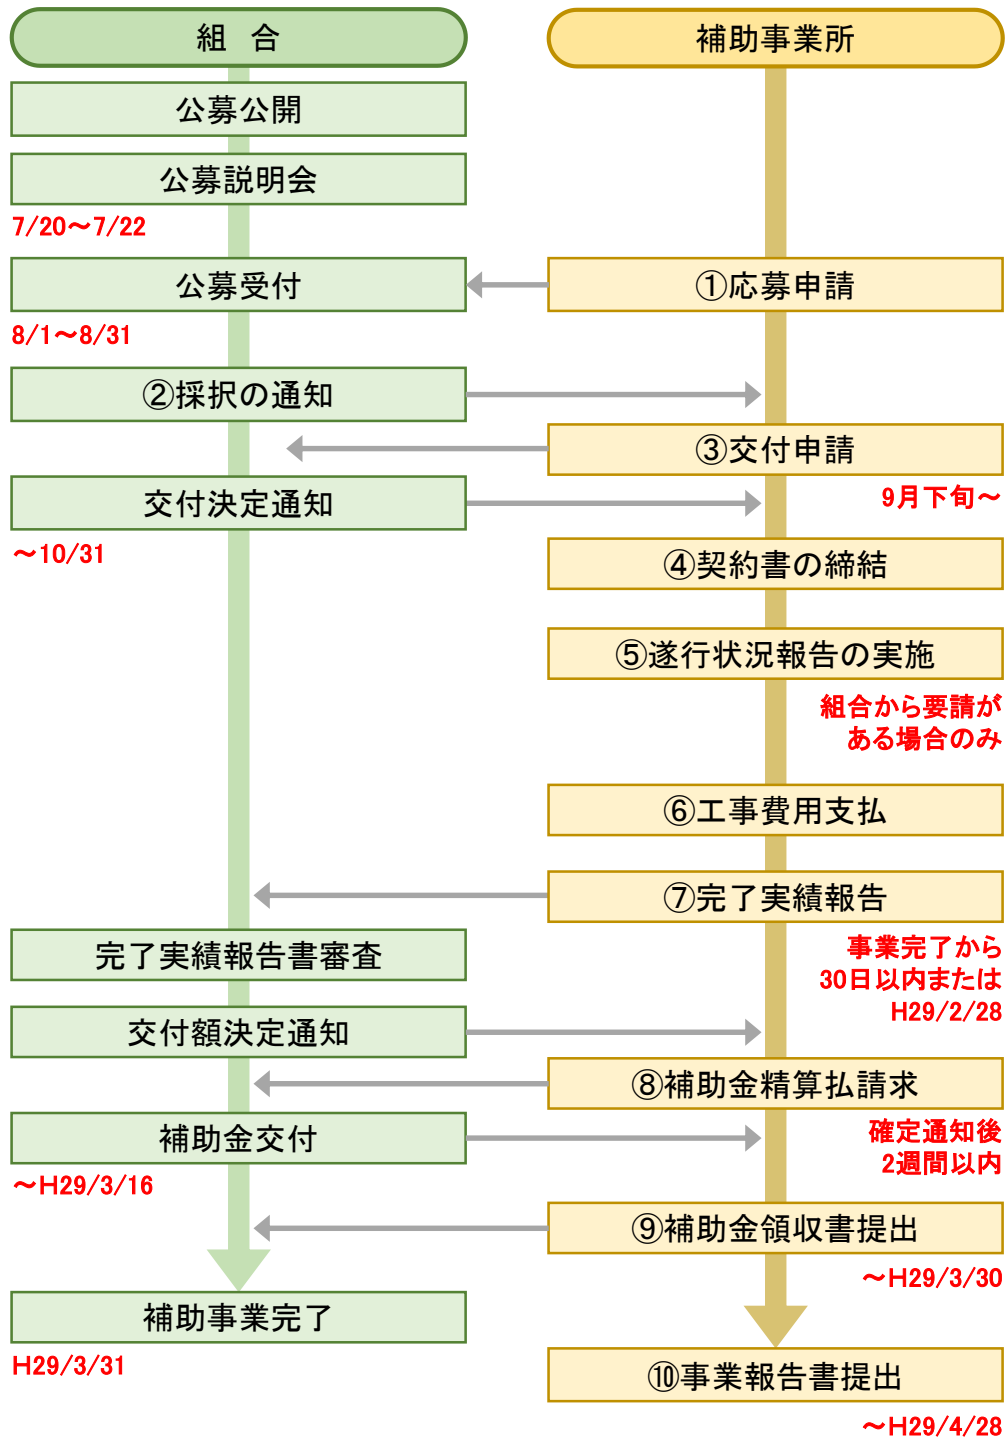 組 合
補助事業所
公募公開
公募説明会
7/20～7/22
公募受付
①応募申請
8/1～8/31
②採択の通知
③交付申請
交付決定通知
9月下旬～
～10/31
④契約書の締結
⑤遂行状況報告の実施
組合から要請が
ある場合のみ
⑥工事費用支払
⑦完了実績報告
完了実績報告書審査
事業完了から
30日以内または
H29/2/28
交付額決定通知
⑧補助金精算払請求
補助金交付
確定通知後
2週間以内
～H29/3/16
⑨補助金領収書提出
～H29/3/30
補助事業完了
H29/3/31
⑩事業報告書提出
～H29/4/28